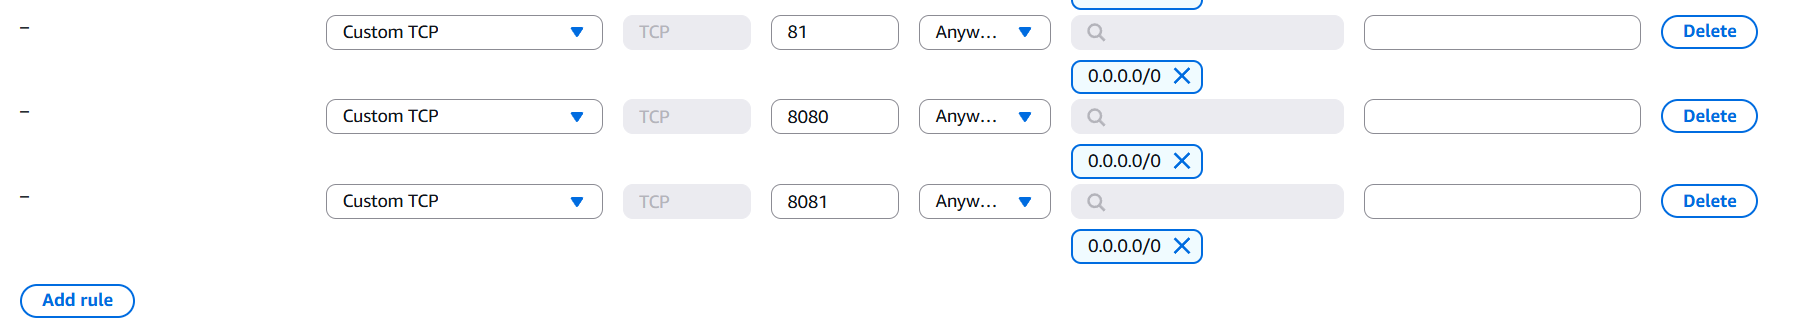 –
Custom TCP
TCP
81
Anyw...
Delete
0.0.0.0/0
–
Custom TCP
TCP
8080
Anyw...
Delete
0.0.0.0/0
–
Custom TCP
TCP
8081
Anyw...
Delete
0.0.0.0/0
Add rule